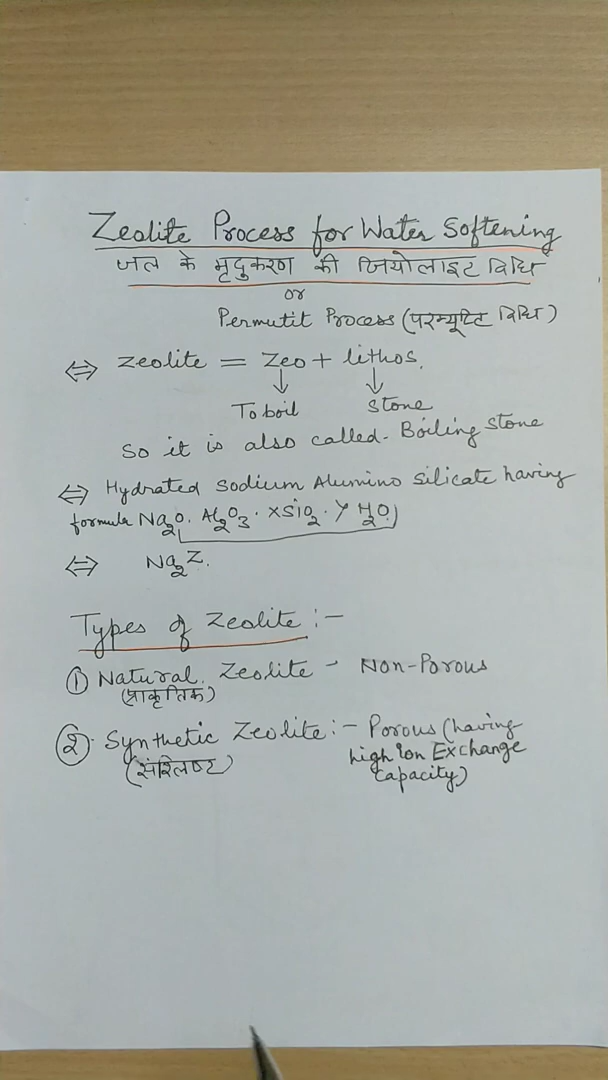 Zeolite Process for Water Softening
जल के मृदुकरण की जियोलाइट विधि
or
Permutit Process (परम्यूटिट विधि)
⇔ Zeolite = Zeo + lithos.
↓ ↓
To boil Stone
So it is also called Boiling Stone
⇔ Hydrated Sodium Alumino silicate having
formula Na₂O. Al₂O₃. XSiO₂. Y H₂O
⇔ Na₂Z.
Types of Zeolite :-
① Natural Zeolite - Non-Porous
(प्राकृतिक)
② Synthetic Zeolite :- Porous (having
(संश्लिष्ट) high Ion Exchange
capacity)